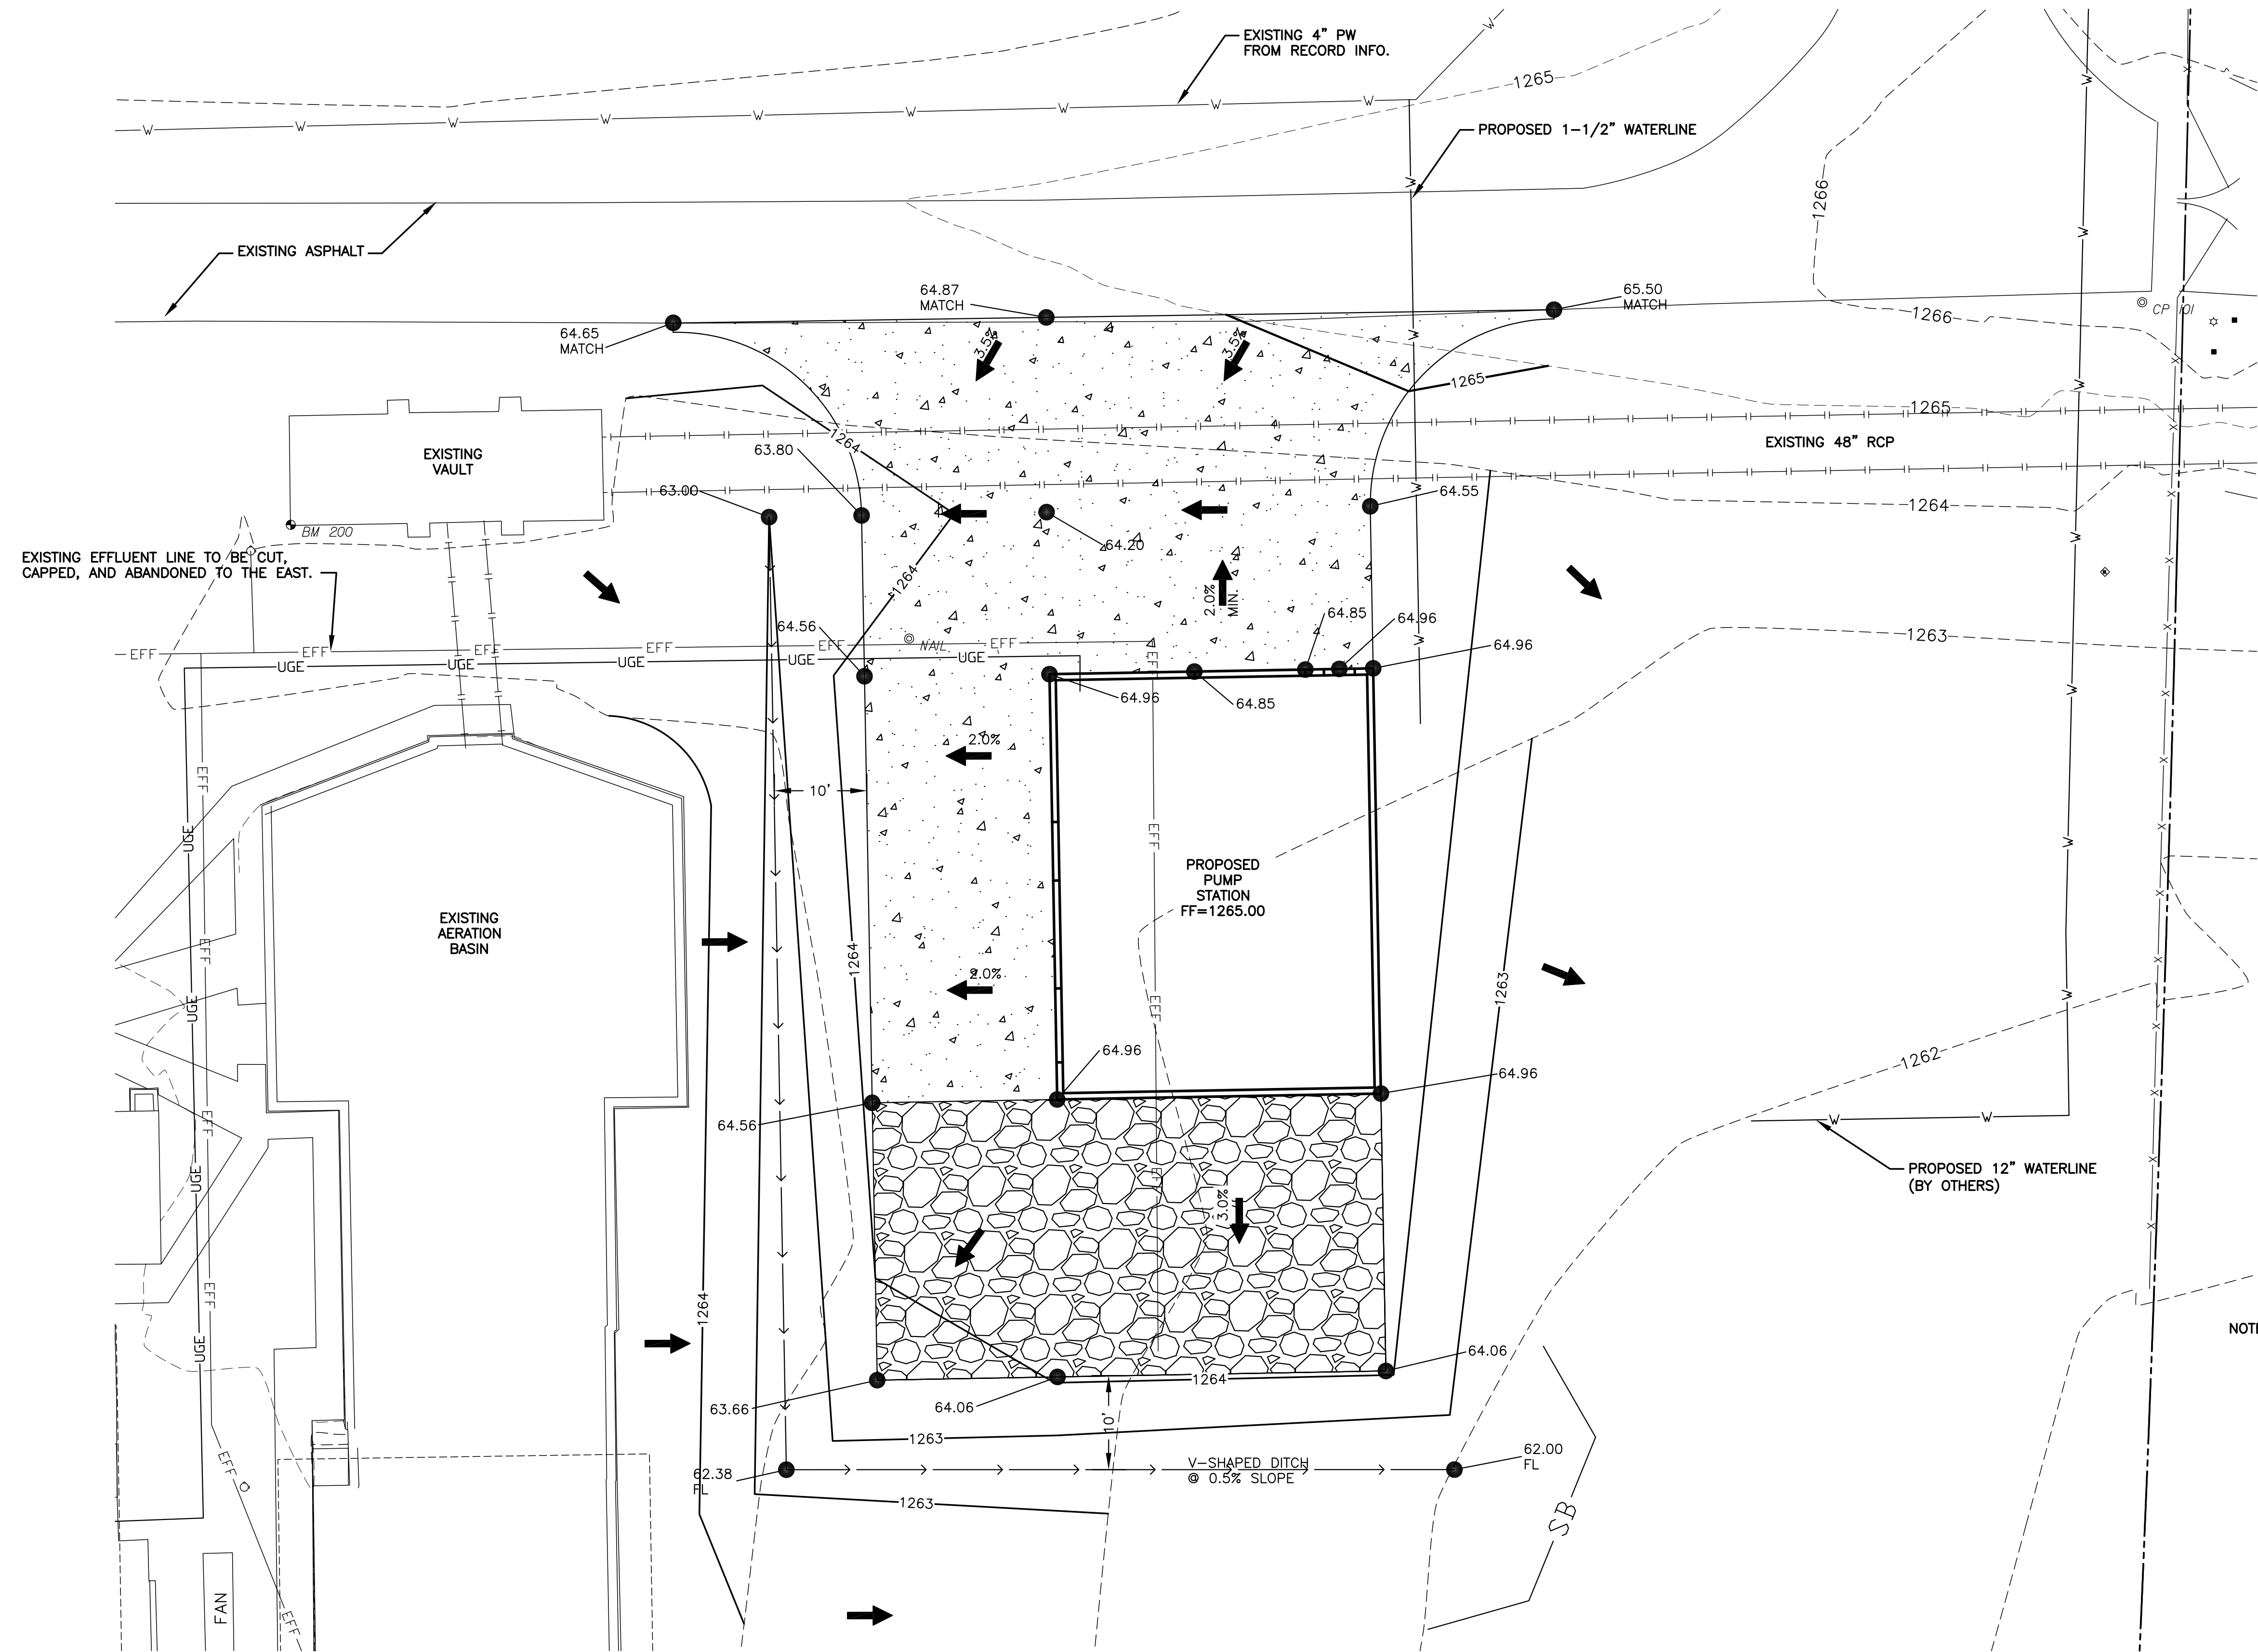 EXISTING 4" PW
FROM RECORD INFO.
W W W W W W W W W W
1265
PROPOSED 1-1/2" WATERLINE
W
W
W
1266
EXISTING ASPHALT
64.87
MATCH
65.50
MATCH
64.65
MATCH
3.5%
3.5%
1266
CP 101
1265
1265
EXISTING 48" RCP
1264
63.80
EXISTING
VAULT
63.00
64.55
1264
BM 200
64.20
EXISTING EFFLUENT LINE TO BE CUT,
CAPPED, AND ABANDONED TO THE EAST.
1264
2.0%
MIN.
64.85
64.96
64.56
NAIL
64.96
1263
EFF EFF EFF EFF EFF EFF
UGE UGE UGE UGE UGE
EFF
64.96
64.85
2.0%
10'
EFF
UGE
EFF
PROPOSED
PUMP
STATION
FF=1265.00
EXISTING
AERATION
BASIN
1264
2.0%
1263
EFF
UGE
EFF
EFF
64.96
1262
64.96
64.56
EFF
PROPOSED 12" WATERLINE
(BY OTHERS)
W W
UGE
3.0%
EFF
1264
UGE
NOTE
64.06
1264
63.66
64.06
10'
1263
62.00
FL
V-SHAPED DITCH
@ 0.5% SLOPE
62.38
FL
1263
EFF
SB
FAN
EFF